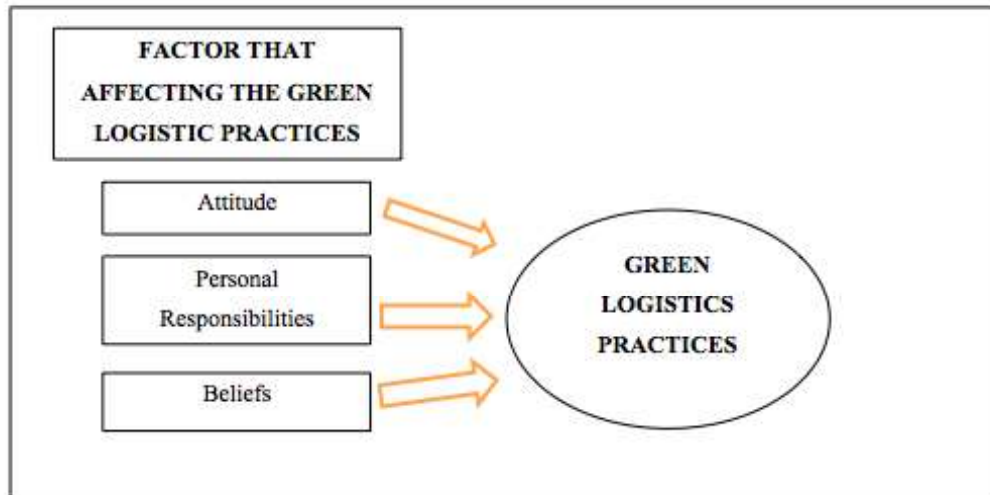 FACTOR THAT
AFFECTING THE GREEN
LOGISTIC PRACTICES
Attitude
Personal
Responsibilities
Beliefs
GREEN
LOGISTICS
PRACTICES